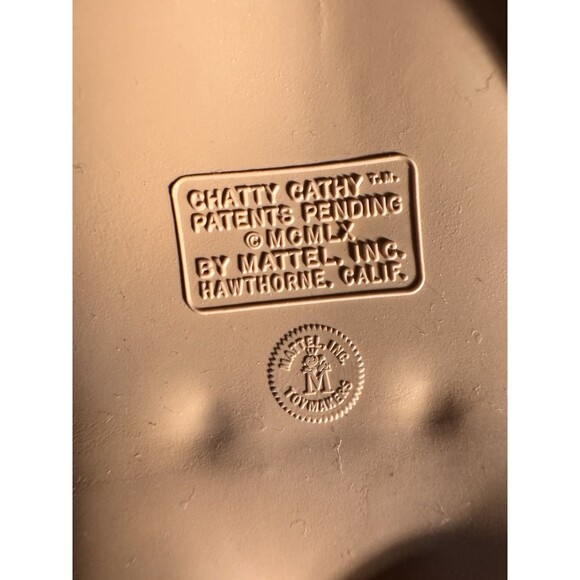 CHATTY CATHY T.M.
PATENTS PENDING
© MCMLX
BY MATTEL, INC.
HAWTHORNE, CALIF.
MATTEL, INC.
M
TOYMAKERS